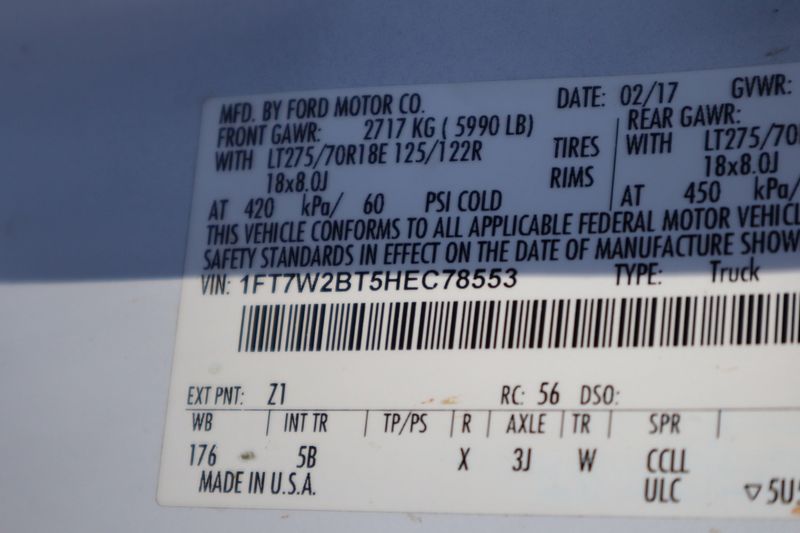 MFD. BY FORD MOTOR CO. DATE: 02/17 GVWR:
FRONT GAWR: 2717 KG ( 5990 LB) REAR GAWR:
WITH LT275/70R18E 125/122R TIRES WITH LT275/70
18x8.0J RIMS 18x8.0J
AT 420 kPa/ 60 PSI COLD AT 450 kPa/
THIS VEHICLE CONFORMS TO ALL APPLICABLE FEDERAL MOTOR VEHICL
SAFETY STANDARDS IN EFFECT ON THE DATE OF MANUFACTURE SHOW
VIN: 1FT7W2BT5HEC78553 TYPE: Truck
EXT PNT: Z1 RC: 56 DSO:
WB | INT TR | TP/PS | R | AXLE | TR | SPR |
176 5B X 3J W CCLL
MADE IN U.S.A. ULC ▽5U5